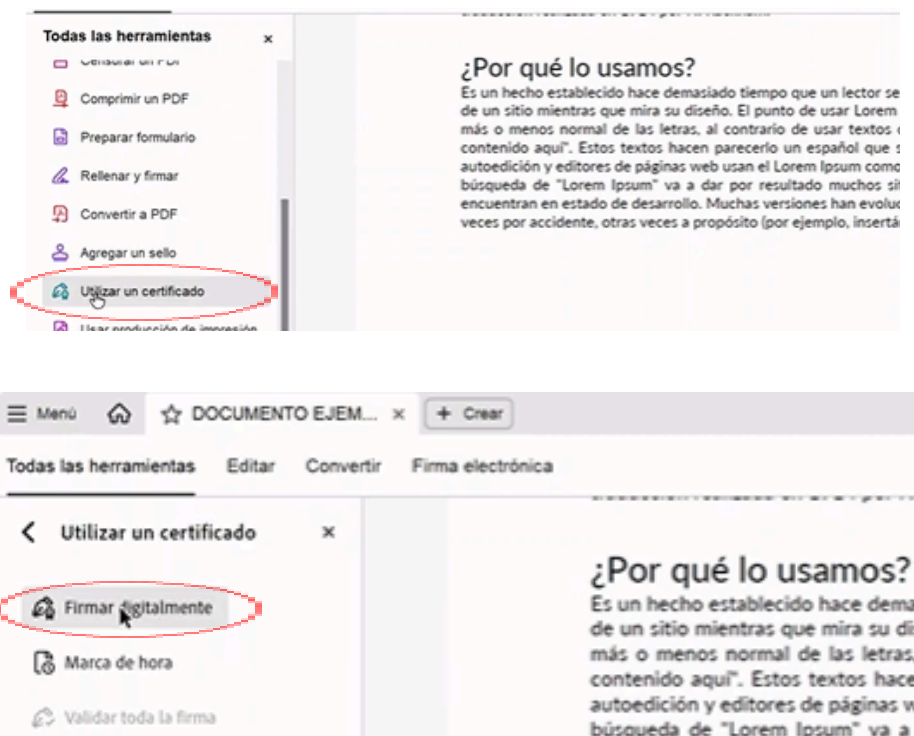 Todas las herramientas ×
Censurar un PDF
Comprimir un PDF
Preparar formulario
Rellenar y firmar
Convertir a PDF
Agregar un sello
Utilizar un certificado
Usar producción de impresión
¿Por qué lo usamos?
Es un hecho establecido hace demasiado tiempo que un lector se
de un sitio mientras que mira su diseño. El punto de usar Lorem
más o menos normal de las letras, al contrario de usar textos
contenido aquí". Estos textos hacen parecerlo un español que
autoedición y editores de páginas web usan el Lorem Ipsum como
búsqueda de "Lorem Ipsum" va a dar por resultado muchos si
encuentran en estado de desarrollo. Muchas versiones han evoluc
veces por accidente, otras veces a propósito (por ejemplo, insertá
Menú DOCUMENTO EJEM... × + Crear
Todas las herramientas Editar Convertir Firma electrónica
Utilizar un certificado ×
Firmar digitalmente
Marca de hora
Validar toda la firma
¿Por qué lo usamos?
Es un hecho establecido hace dema
de un sitio mientras que mira su di
más o menos normal de las letras,
contenido aquí". Estos textos hace
autoedición y editores de páginas w
búsqueda de "Lorem Ipsum" va a